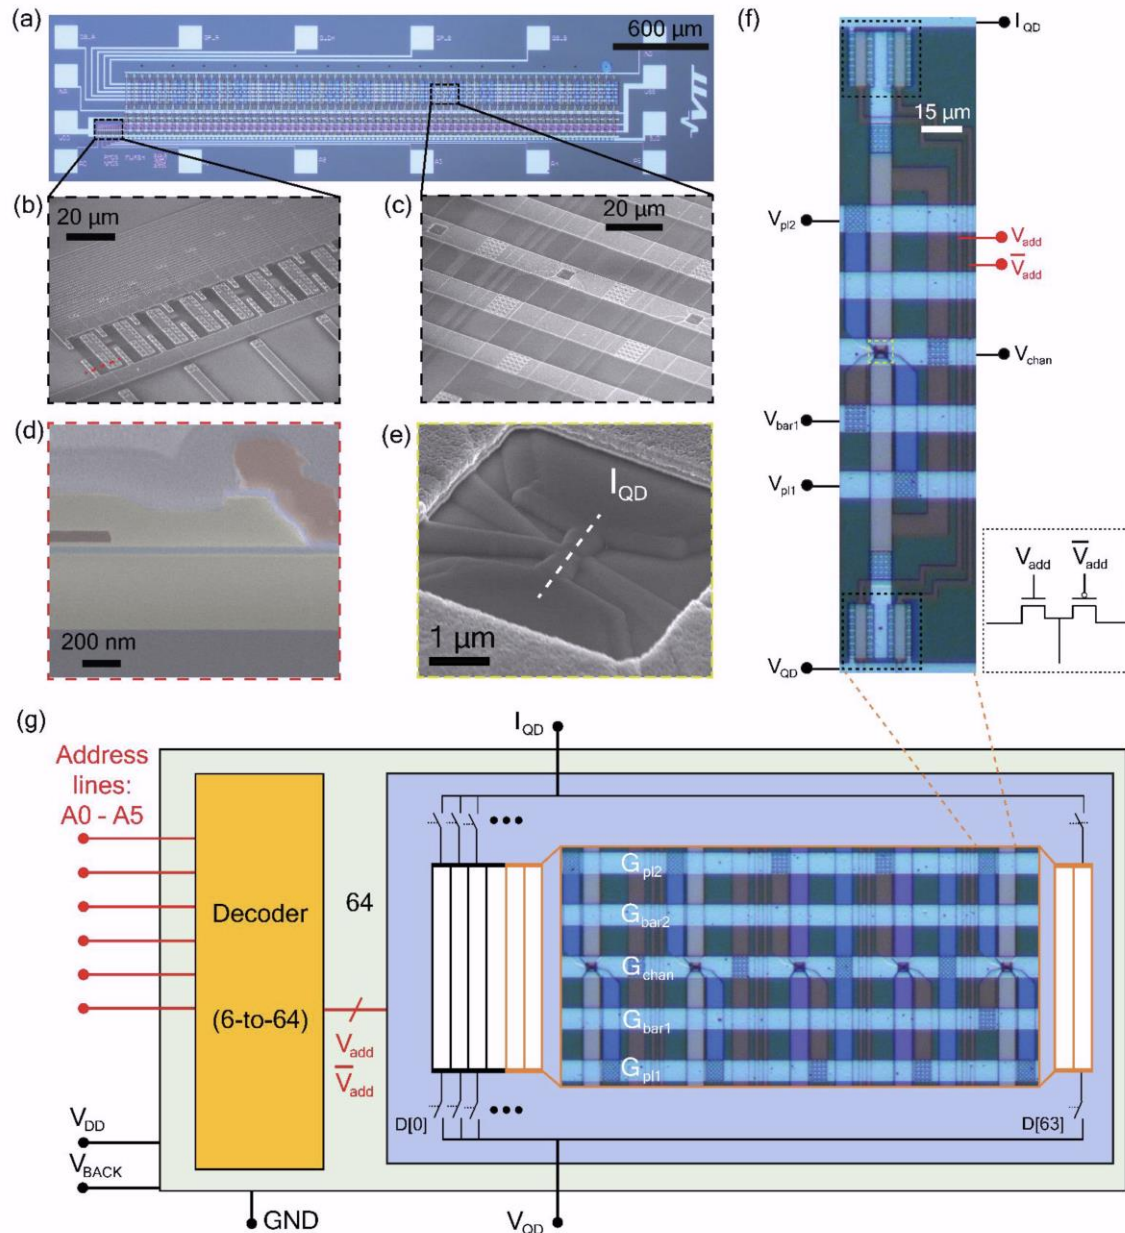 (a)
600 µm
VTT
(b)
20 µm
(c)
20 µm
(d)
200 nm
(e)
I_QD
1 µm
(f)
I_QD
15 µm
V_pl2
V_add
V̅_add
V_chan
V_bar1
V_pl1
V_QD
V_add V̅_add
(g)
I_QD
Address
lines:
A0 - A5
Decoder
(6-to-64)
64
V_add
V̅_add
G_pl2
G_bar2
G_chan
G_bar1
G_pl1
D[0]
D[63]
V_DD
V_BACK
GND
V_QD